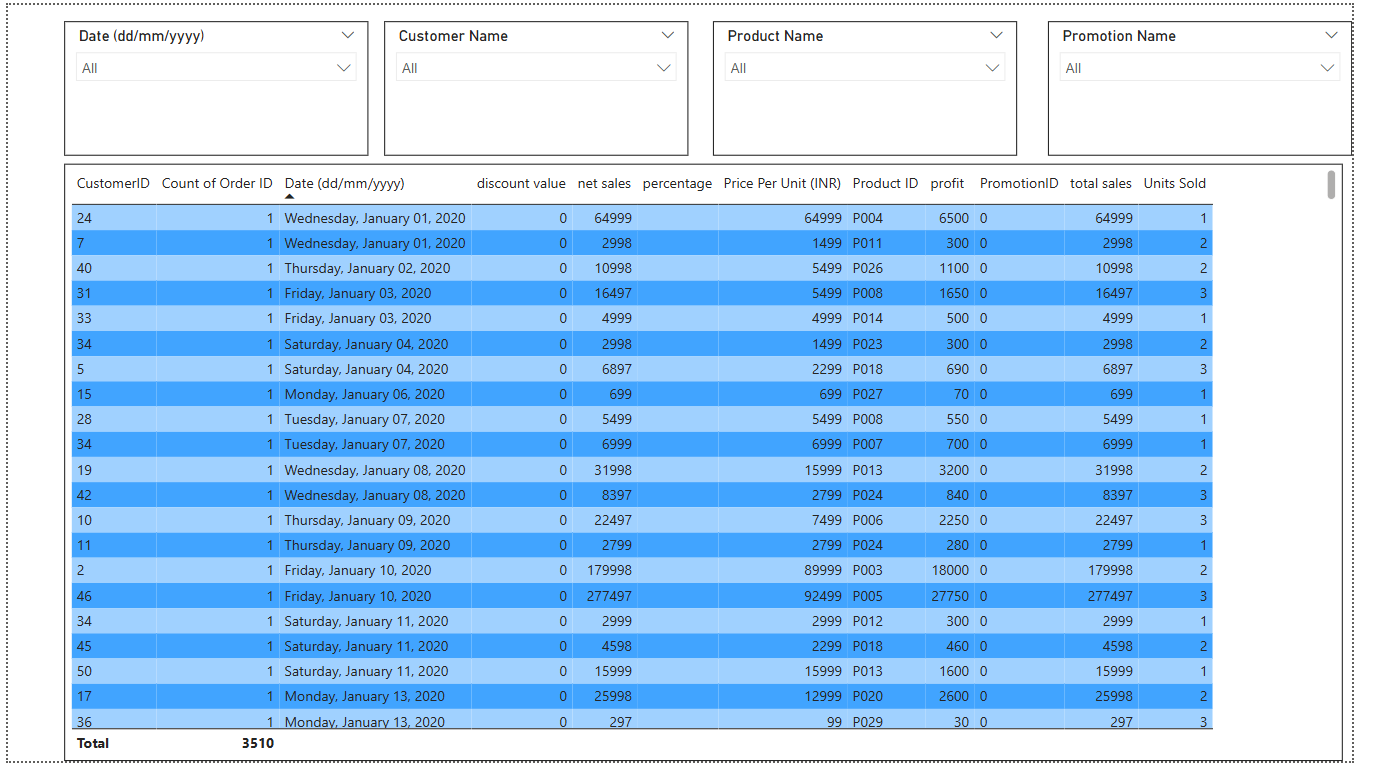 Date (dd/mm/yyyy) Customer Name Product Name Promotion Name
All All All All
CustomerID Count of Order ID Date (dd/mm/yyyy) discount value net sales percentage Price Per Unit (INR) Product ID profit PromotionID total sales Units Sold
24 1 Wednesday, January 01, 2020 0 64999 64999 P004 6500 0 64999 1
7 1 Wednesday, January 01, 2020 0 2998 1499 P011 300 0 2998 2
40 1 Thursday, January 02, 2020 0 10998 5499 P026 1100 0 10998 2
31 1 Friday, January 03, 2020 0 16497 5499 P008 1650 0 16497 3
33 1 Friday, January 03, 2020 0 4999 4999 P014 500 0 4999 1
34 1 Saturday, January 04, 2020 0 2998 1499 P023 300 0 2998 2
5 1 Saturday, January 04, 2020 0 6897 2299 P018 690 0 6897 3
15 1 Monday, January 06, 2020 0 699 699 P027 70 0 699 1
28 1 Tuesday, January 07, 2020 0 5499 5499 P008 550 0 5499 1
34 1 Tuesday, January 07, 2020 0 6999 6999 P007 700 0 6999 1
19 1 Wednesday, January 08, 2020 0 31998 15999 P013 3200 0 31998 2
42 1 Wednesday, January 08, 2020 0 8397 2799 P024 840 0 8397 3
10 1 Thursday, January 09, 2020 0 22497 7499 P006 2250 0 22497 3
11 1 Thursday, January 09, 2020 0 2799 2799 P024 280 0 2799 1
2 1 Friday, January 10, 2020 0 179998 89999 P003 18000 0 179998 2
46 1 Friday, January 10, 2020 0 277497 92499 P005 27750 0 277497 3
34 1 Saturday, January 11, 2020 0 2999 2999 P012 300 0 2999 1
45 1 Saturday, January 11, 2020 0 4598 2299 P018 460 0 4598 2
50 1 Saturday, January 11, 2020 0 15999 15999 P013 1600 0 15999 1
17 1 Monday, January 13, 2020 0 25998 12999 P020 2600 0 25998 2
36 1 Monday, January 13, 2020 0 297 99 P029 30 0 297 3
Total 3510